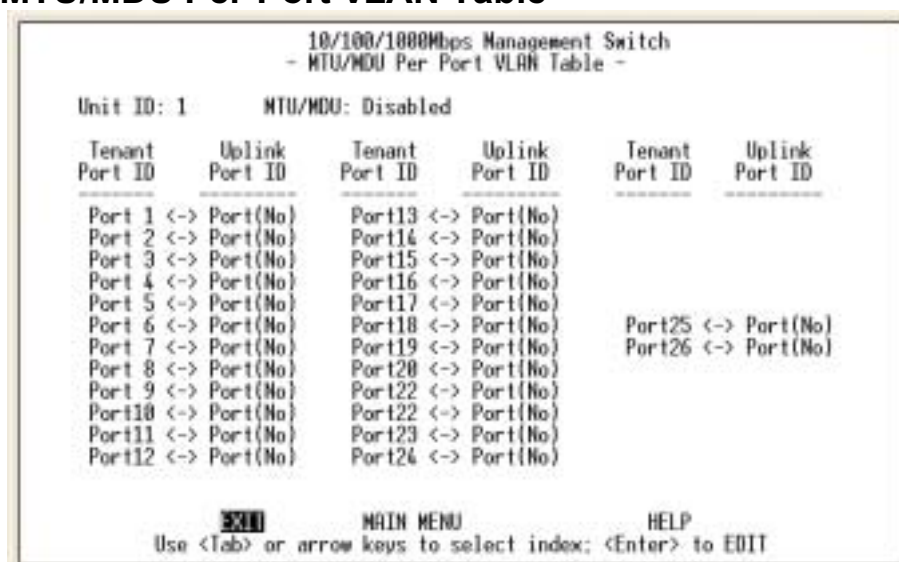 MTU/MDU Per Port VLAN Table
10/100/1000Mbps Management Switch
- MTU/MDU Per Port VLAN Table -
Unit ID: 1 MTU/MDU: Disabled
Tenant Uplink Tenant Uplink Tenant Uplink
Port ID Port ID Port ID Port ID Port ID Port ID
------- --------- ------- --------- ------- ---------
Port 1 <-> Port(No) Port13 <-> Port(No)
Port 2 <-> Port(No) Port14 <-> Port(No)
Port 3 <-> Port(No) Port15 <-> Port(No)
Port 4 <-> Port(No) Port16 <-> Port(No)
Port 5 <-> Port(No) Port17 <-> Port(No)
Port 6 <-> Port(No) Port18 <-> Port(No) Port25 <-> Port(No)
Port 7 <-> Port(No) Port19 <-> Port(No) Port26 <-> Port(No)
Port 8 <-> Port(No) Port20 <-> Port(No)
Port 9 <-> Port(No) Port22 <-> Port(No)
Port10 <-> Port(No) Port22 <-> Port(No)
Port11 <-> Port(No) Port23 <-> Port(No)
Port12 <-> Port(No) Port24 <-> Port(No)
EXIT MAIN MENU HELP
Use <Tab> or arrow keys to select index; <Enter> to EDIT